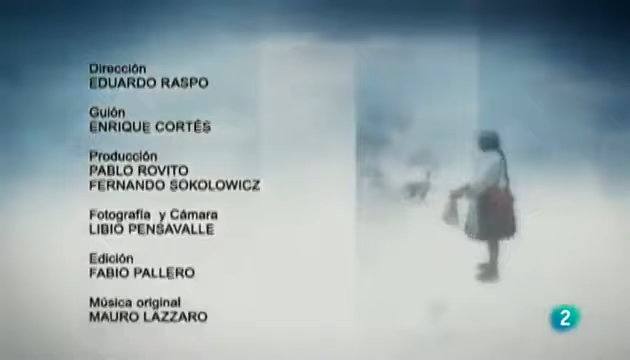 Dirección
EDUARDO RASPO
Guión
ENRIQUE CORTÉS
Producción
PABLO ROVITO
FERNANDO SOKOLOWICZ
Fotografía y Cámara
LIBIO PENSAVALLE
Edición
FABIO PALLERO
Música original
MAURO LÁZZARO
2